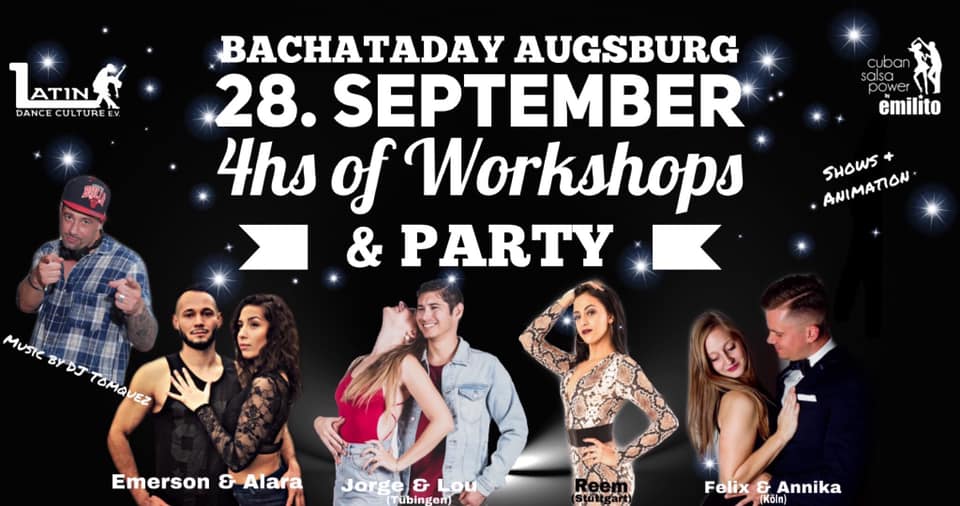 BACHATADAY AUGSBURG
28. SEPTEMBER
4hs of Workshops
& PARTY
LATIN
DANCE CULTURE E.V.
cuban
salsa
power
by
emilito
SHOWS +
ANIMATION
BULLS
MUSIC BY DJ TOMQUEZ
Emerson & Alara
Jorge & Lou
(Tübingen)
Reem
(Stuttgart)
Felix & Annika
(Köln)